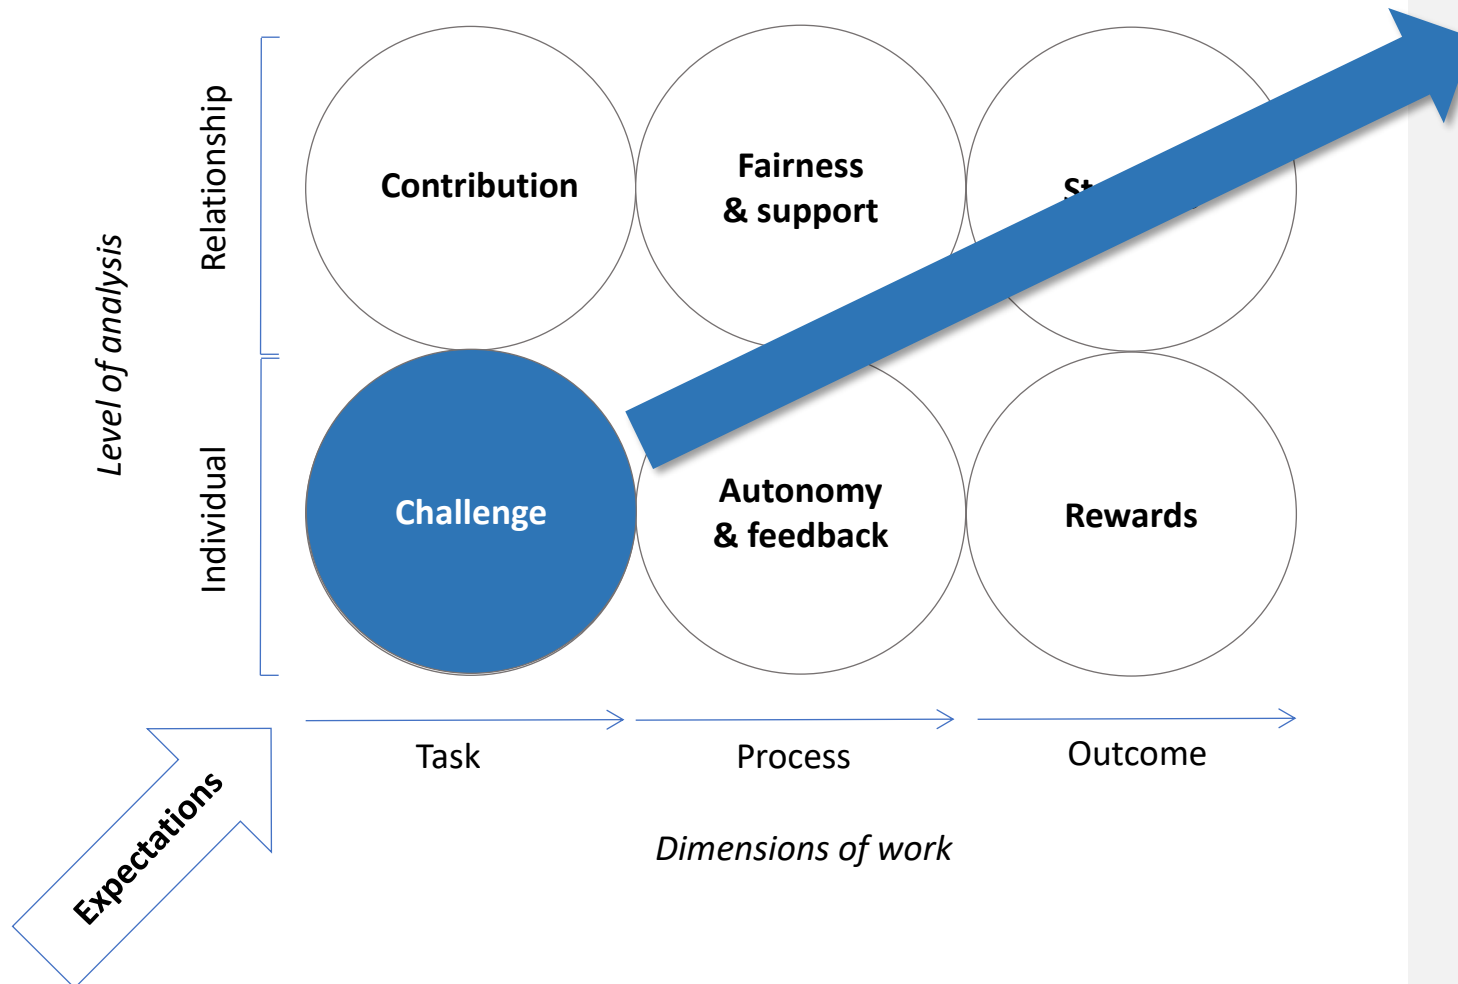 Relationship
Contribution
Fairness
& support
Level of analysis
Individual
Challenge
Autonomy
& feedback
Rewards
Task
Process
Outcome
Expectations
Dimensions of work